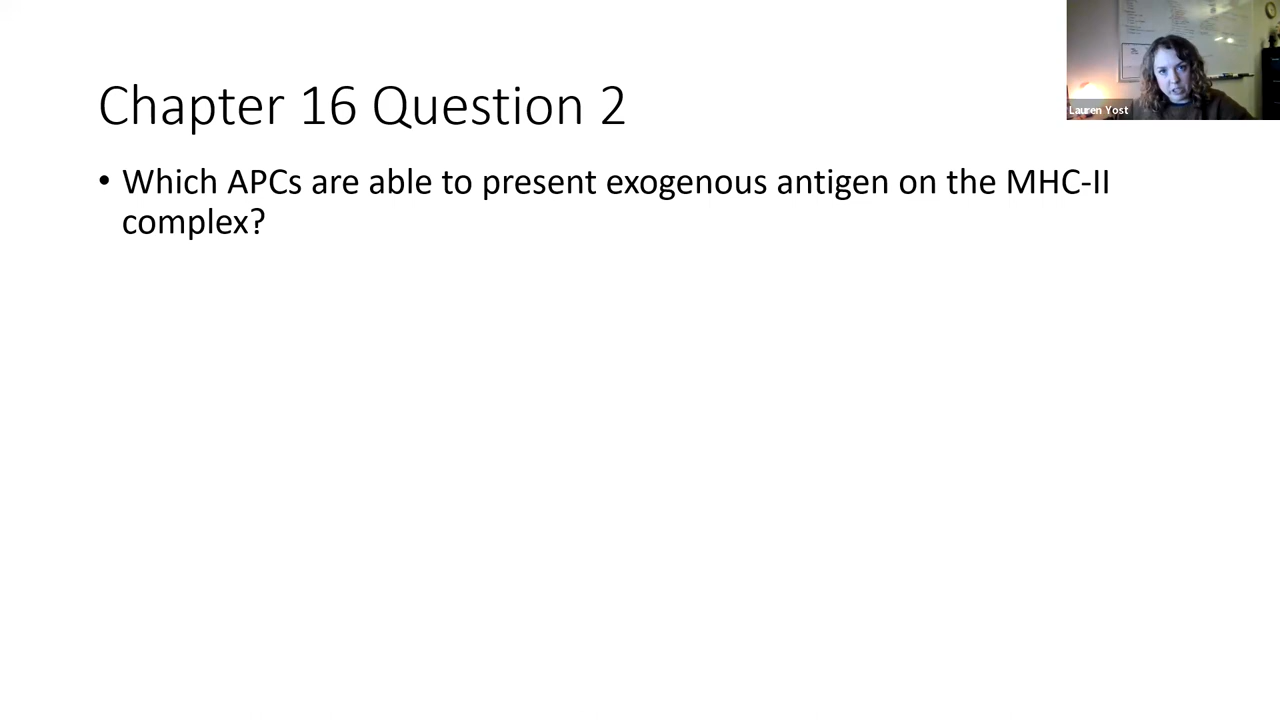 Chapter 16 Question 2
• Which APCs are able to present exogenous antigen on the MHC-II
complex?
Lauren Yost